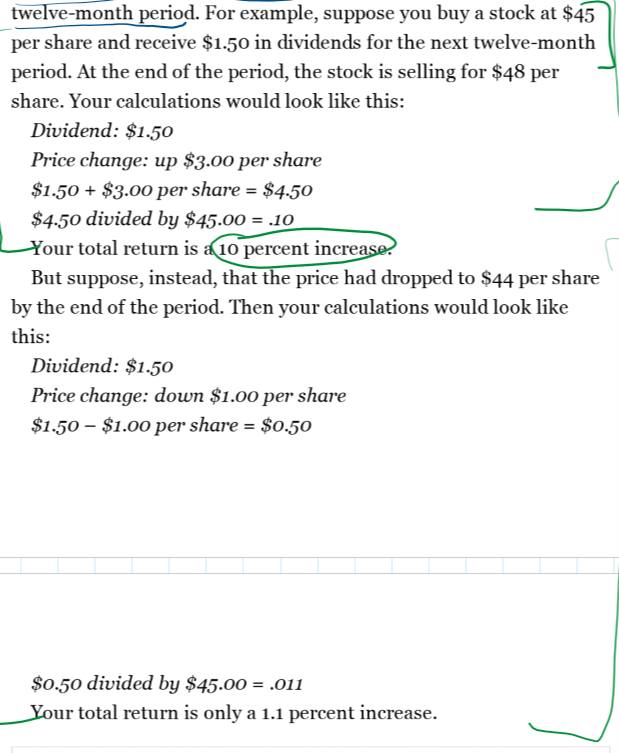 twelve-month period. For example, suppose you buy a stock at $45
per share and receive $1.50 in dividends for the next twelve-month
period. At the end of the period, the stock is selling for $48 per
share. Your calculations would look like this:
Dividend: $1.50
Price change: up $3.00 per share
$1.50 + $3.00 per share = $4.50
$4.50 divided by $45.00 = .10
Your total return is a 10 percent increase.
But suppose, instead, that the price had dropped to $44 per share
by the end of the period. Then your calculations would look like
this:
Dividend: $1.50
Price change: down $1.00 per share
$1.50 – $1.00 per share = $0.50
$0.50 divided by $45.00 = .011
Your total return is only a 1.1 percent increase.